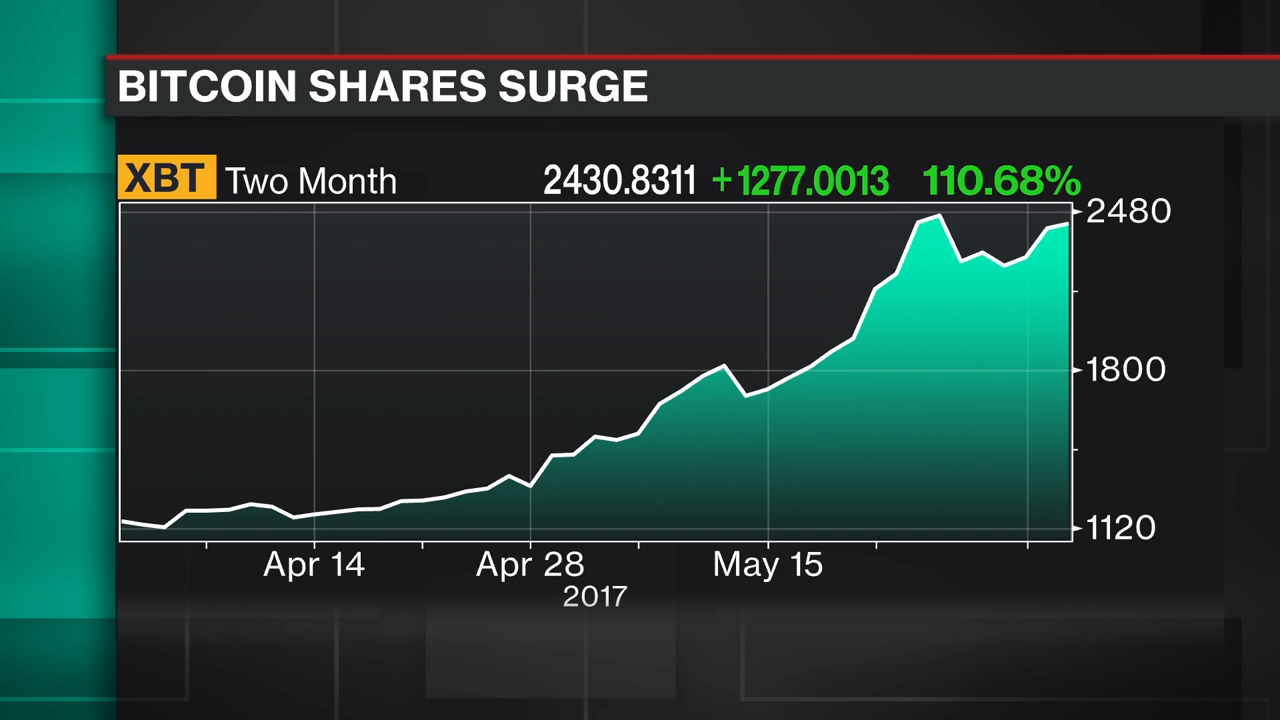 BITCOIN SHARES SURGE
XBT Two Month 2430.8311 +1277.0013 110.68%
2480
1800
1120
Apr 14 Apr 28 May 15
2017